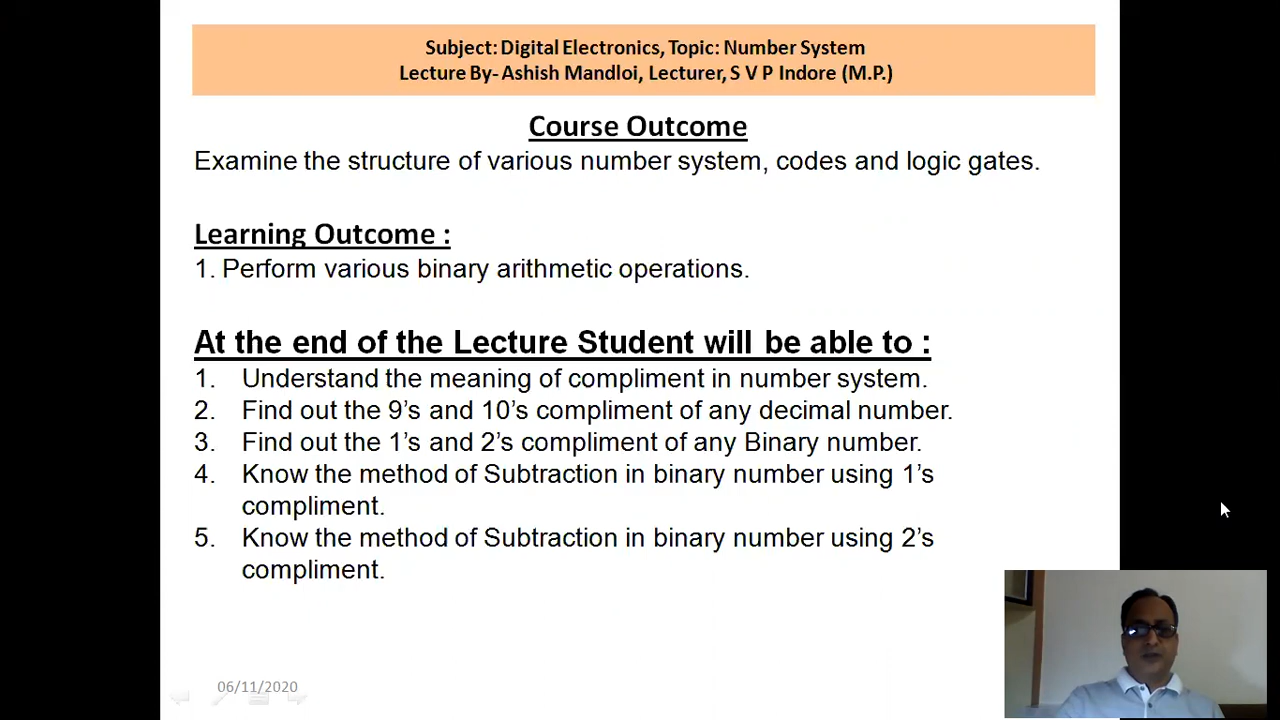 Subject: Digital Electronics, Topic: Number System
Lecture By- Ashish Mandloi, Lecturer, S V P Indore (M.P.)
Course Outcome
Examine the structure of various number system, codes and logic gates.
Learning Outcome :
1. Perform various binary arithmetic operations.
At the end of the Lecture Student will be able to :
1. Understand the meaning of compliment in number system.
2. Find out the 9’s and 10’s compliment of any decimal number.
3. Find out the 1’s and 2’s compliment of any Binary number.
4. Know the method of Subtraction in binary number using 1’s
compliment.
5. Know the method of Subtraction in binary number using 2’s
compliment.
06/11/2020